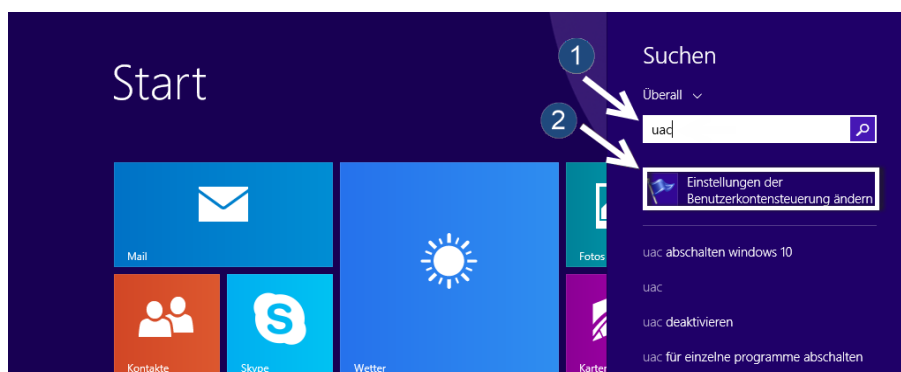 Start
1
2
Suchen
Überall
uac
Einstellungen der
Benutzerkontensteuerung ändern
uac abschalten windows 10
uac
uac deaktivieren
uac für einzelne programme abschalten
Mail
Fotos
Kontakte
Skype
Wetter
Karten